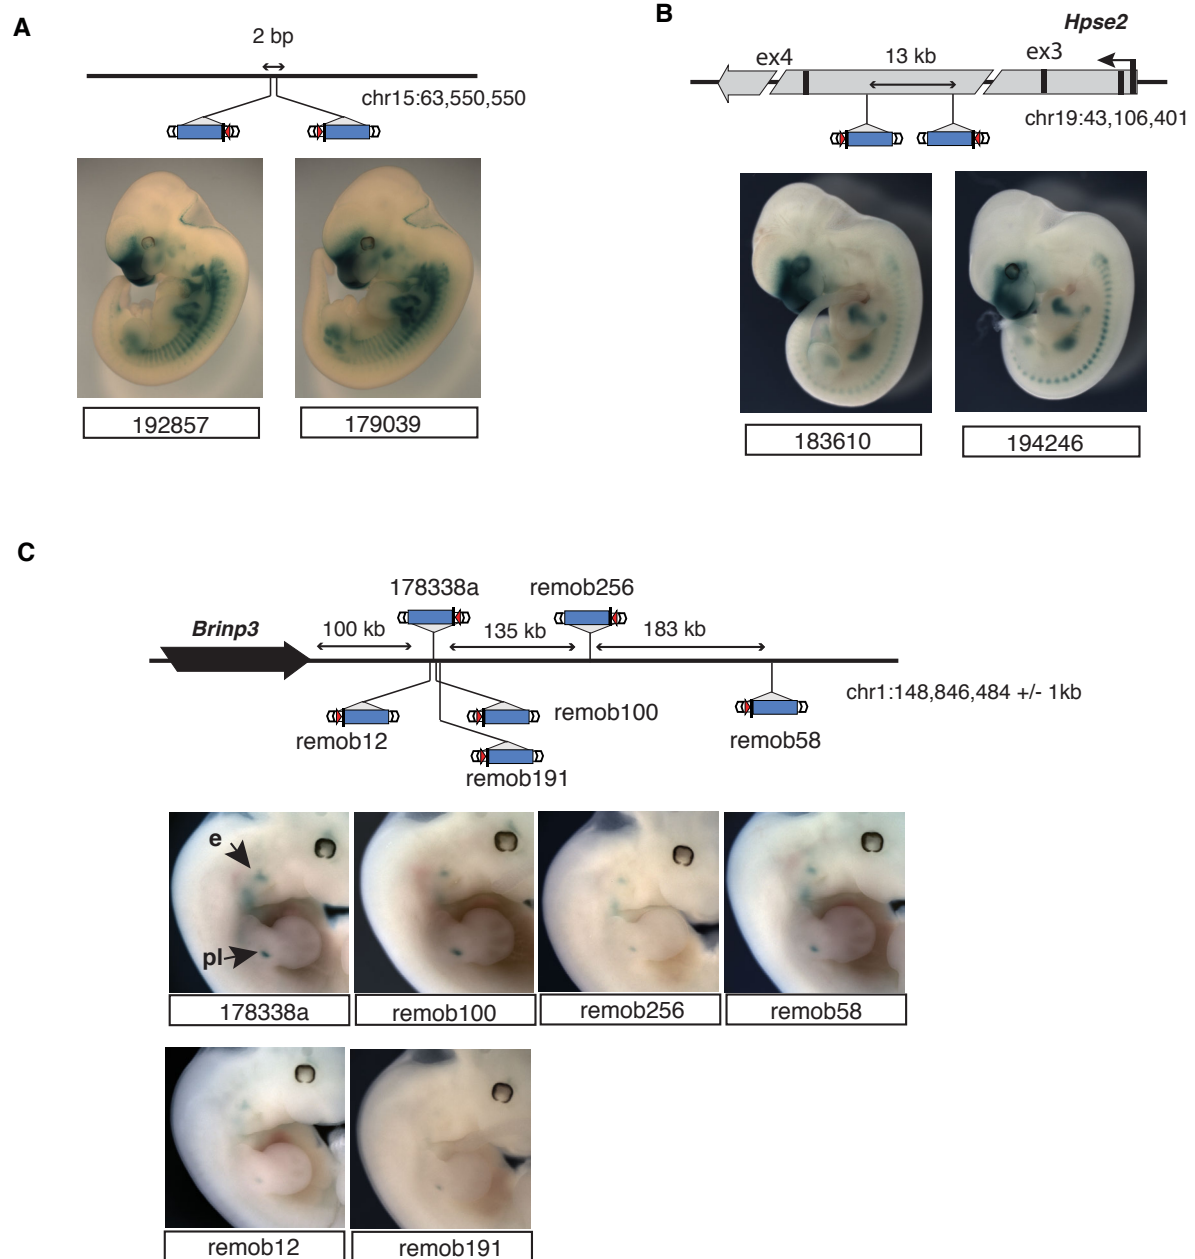 A
2 bp
chr15:63,550,550
192857
179039
B
Hpse2
ex4
13 kb
ex3
chr19:43,106,401
183610
194246
C
178338a
remob256
Brinp3
100 kb
135 kb
183 kb
chr1:148,846,484 +/- 1kb
remob12
remob100
remob58
remob191
e
pl
178338a
remob100
remob256
remob58
remob12
remob191